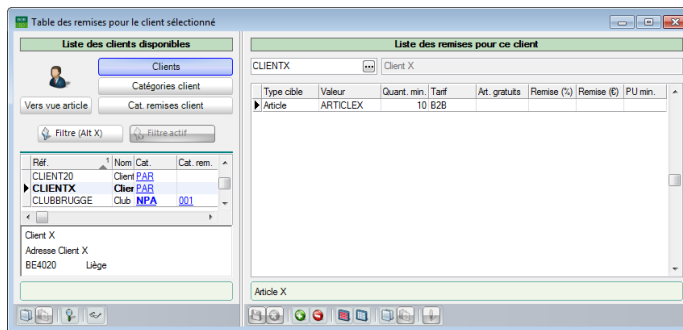 Table des remises pour le client sélectionné
Liste des clients disponibles
Clients
Catégories client
Vers vue article
Cat. remises client
Filtre (Alt X)
Filtre actif
Réf. 1 Nom Cat. Cat. rem.
CLIENT20 Client PAR
CLIENTX Clier PAR
CLUBBRUGGE Club NPA 001
Client X
Adresse Client X
BE4020 Liège
Liste des remises pour ce client
CLIENTX ... Client X
Type cible Valeur Quant. min. Tarif Art. gratuits Remise (%) Remise (€) PU min.
Article ARTICLEX 10 B2B
Article X